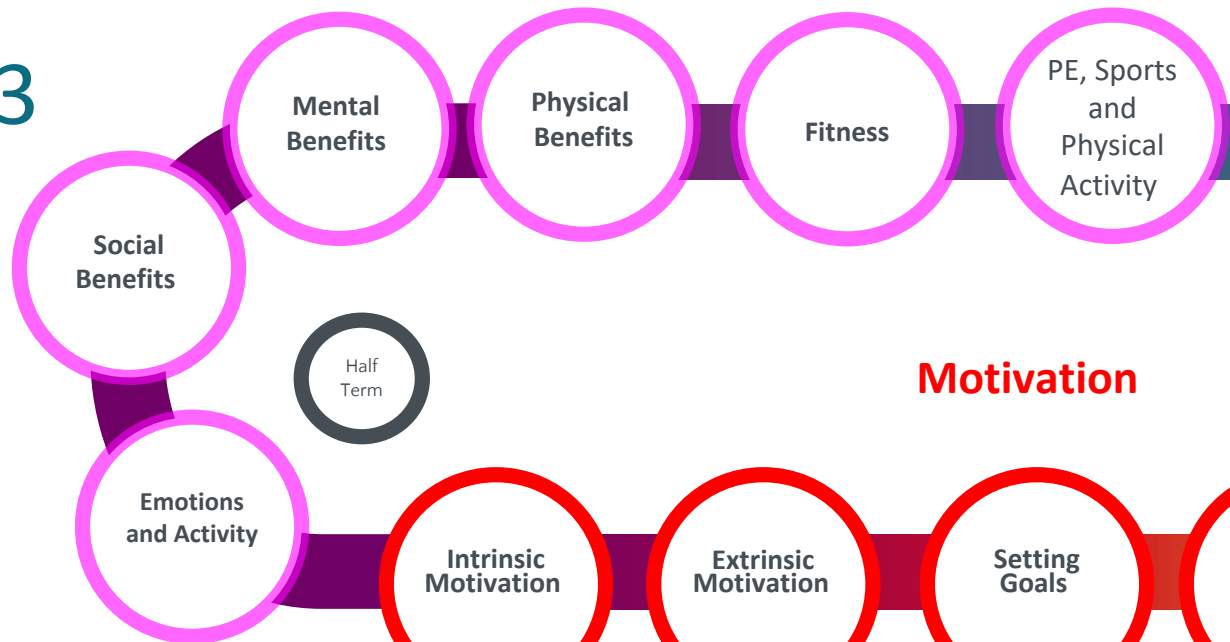 3
Mental
Benefits
Physical
Benefits
Fitness
PE, Sports
and
Physical
Activity
Social
Benefits
Half
Term
Motivation
Emotions
and Activity
Intrinsic
Motivation
Extrinsic
Motivation
Setting
Goals